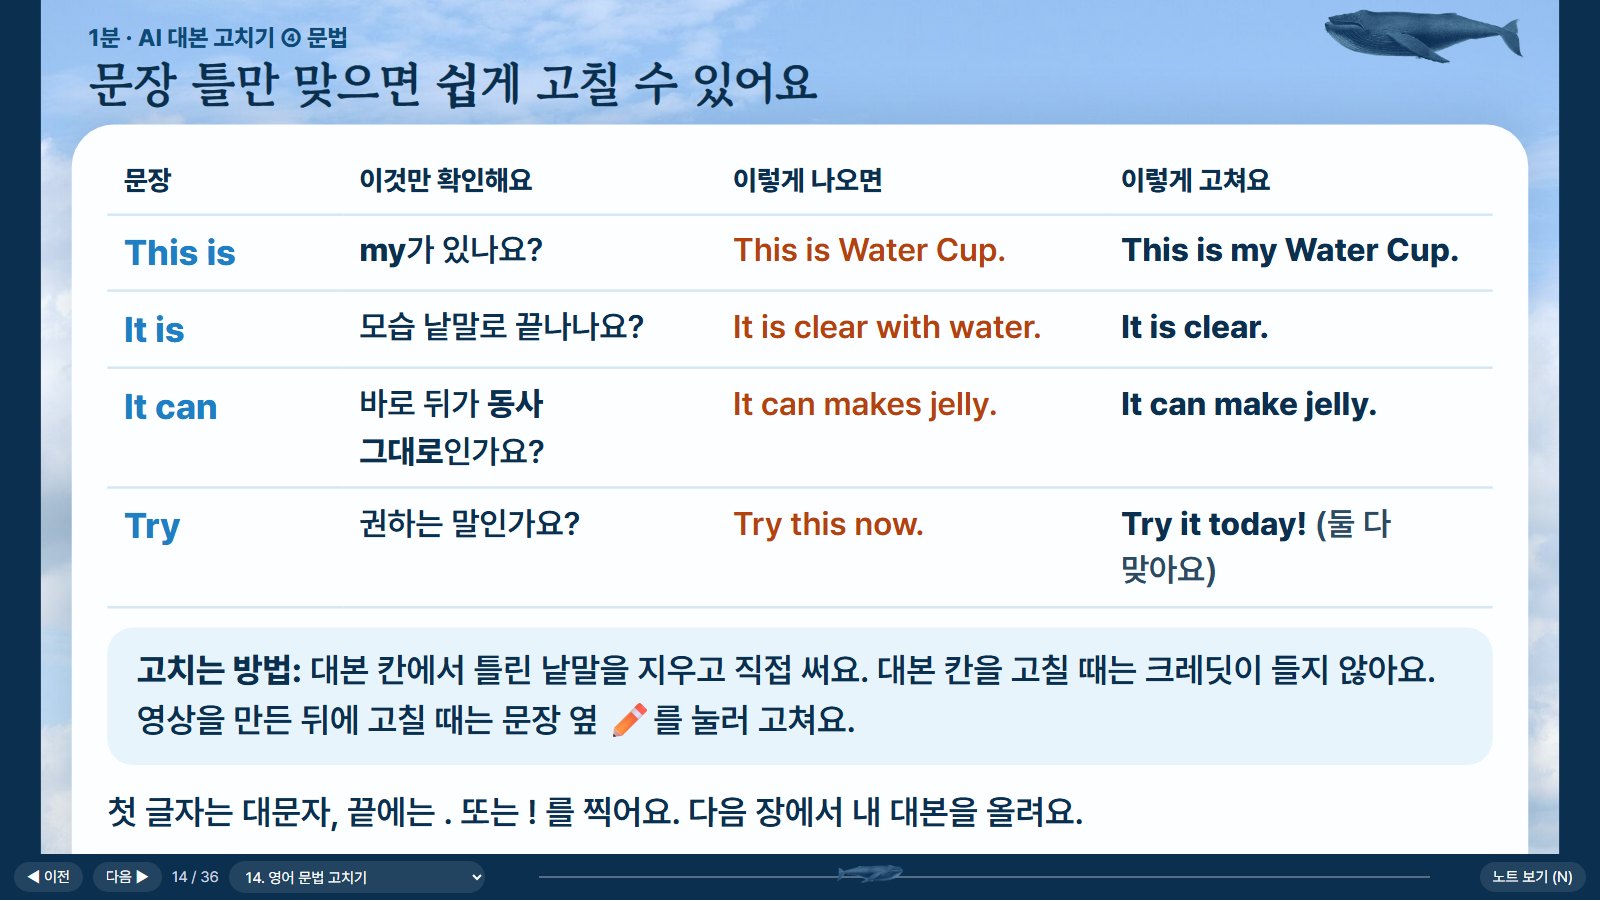 1분 · AI 대본 고치기 ④ 문법
문장 틀만 맞으면 쉽게 고칠 수 있어요
문장 이것만 확인해요 이렇게 나오면 이렇게 고쳐요
This is my가 있나요? This is Water Cup. This is my Water Cup.
It is 모습 낱말로 끝나나요? It is clear with water. It is clear.
It can 바로 뒤가 동사 It can makes jelly. It can make jelly.
그대로인가요?
Try 권하는 말인가요? Try this now. Try it today! (둘 다
맞아요)
고치는 방법: 대본 칸에서 틀린 낱말을 지우고 직접 써요. 대본 칸을 고칠 때는 크레딧이 들지 않아요.
영상을 만든 뒤에 고칠 때는 문장 옆 ✏️를 눌러 고쳐요.
첫 글자는 대문자, 끝에는 . 또는 ! 를 찍어요. 다음 장에서 내 대본을 올려요.
◀ 이전 다음 ▶ 14 / 36 14. 영어 문법 고치기 노트 보기 (N)